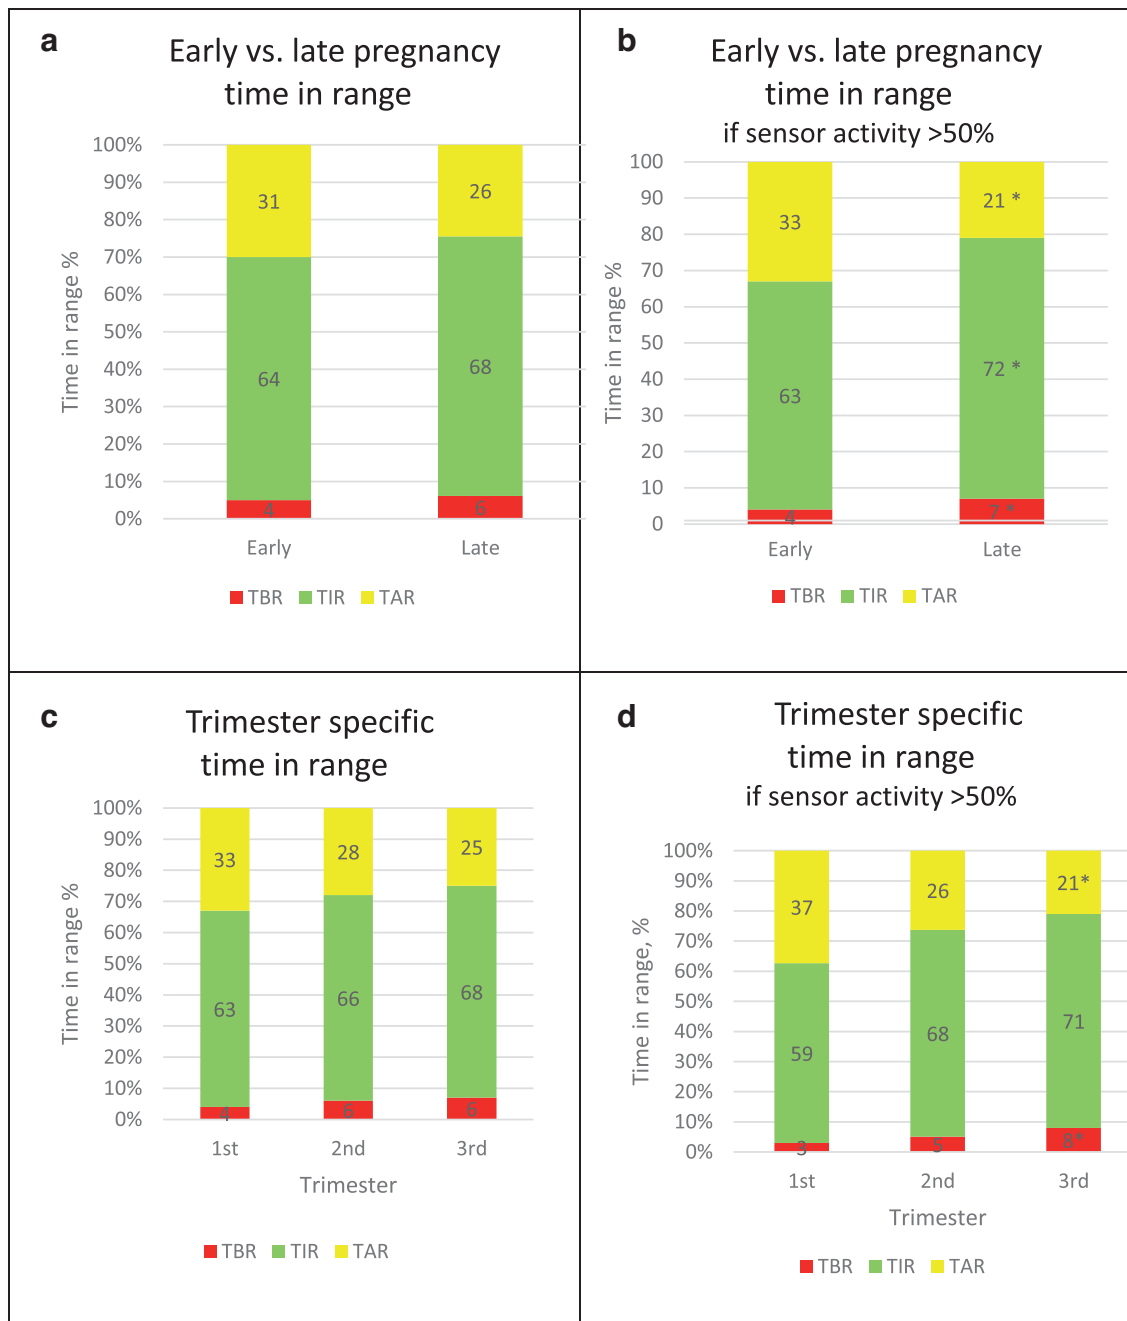 a
Early vs. late pregnancy
time in range
100%
90%
80%
70%
60%
50%
40%
30%
20%
10%
0%
Time in range %
31
26
64
68
4
6
Early
Late
TBR TIR TAR
b
Early vs. late pregnancy
time in range
if sensor activity >50%
100
90
80
70
60
50
40
30
20
10
0
Time in range %
33
21 *
63
72 *
4
7 *
Early
Late
TBR TIR TAR
c
Trimester specific
time in range
100%
90%
80%
70%
60%
50%
40%
30%
20%
10%
0%
Time in range %
33
28
25
63
66
68
4
6
6
1st
2nd
3rd
Trimester
TBR TIR TAR
d
Trimester specific
time in range
if sensor activity >50%
100%
90%
80%
70%
60%
50%
40%
30%
20%
10%
0%
Time in range, %
37
26
21*
59
68
71
3
5
8*
1st
2nd
3rd
Trimester
TBR TIR TAR